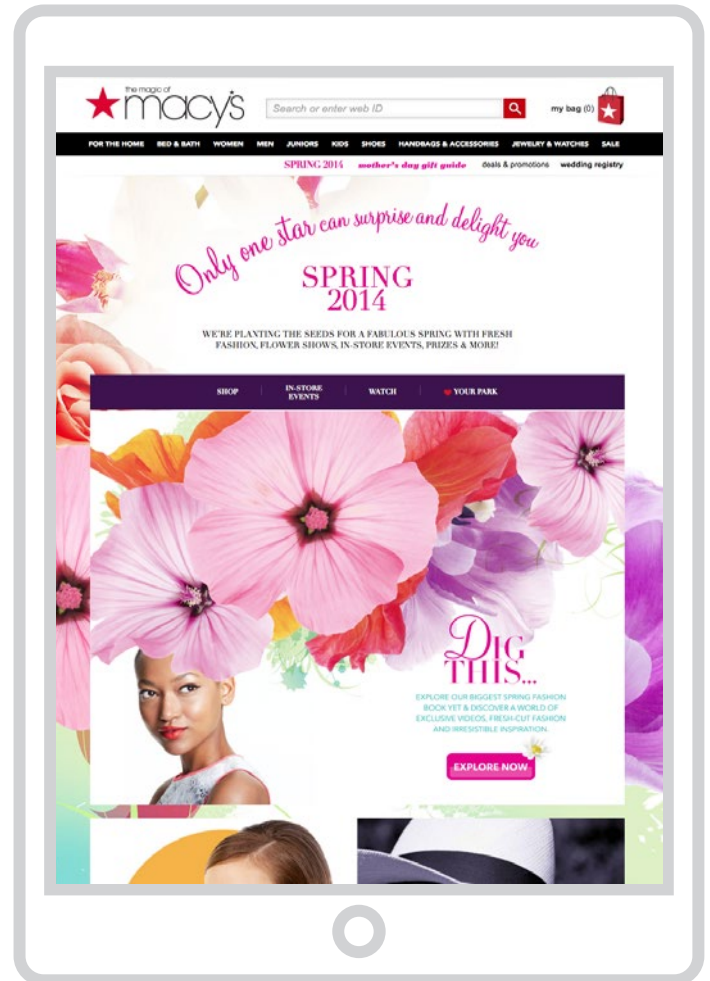 the magic of
macy's
Search or enter web ID
my bag (0)
FOR THE HOME BED & BATH WOMEN MEN JUNIORS KIDS SHOES HANDBAGS & ACCESSORIES JEWELRY & WATCHES SALE
SPRING 2014 mother's day gift guide deals & promotions wedding registry
Only one star can surprise and delight you
SPRING
2014
WE'RE PLANTING THE SEEDS FOR A FABULOUS SPRING WITH FRESH
FASHION, FLOWER SHOWS, IN-STORE EVENTS, PRIZES & MORE!
SHOP IN-STORE EVENTS WATCH YOUR PARK
DIG
THIS...
EXPLORE OUR BIGGEST SPRING FASHION
BOOK YET & DISCOVER A WORLD OF
EXCLUSIVE VIDEOS, FRESH-CUT FASHION
AND IRRESISTIBLE INSPIRATION.
EXPLORE NOW